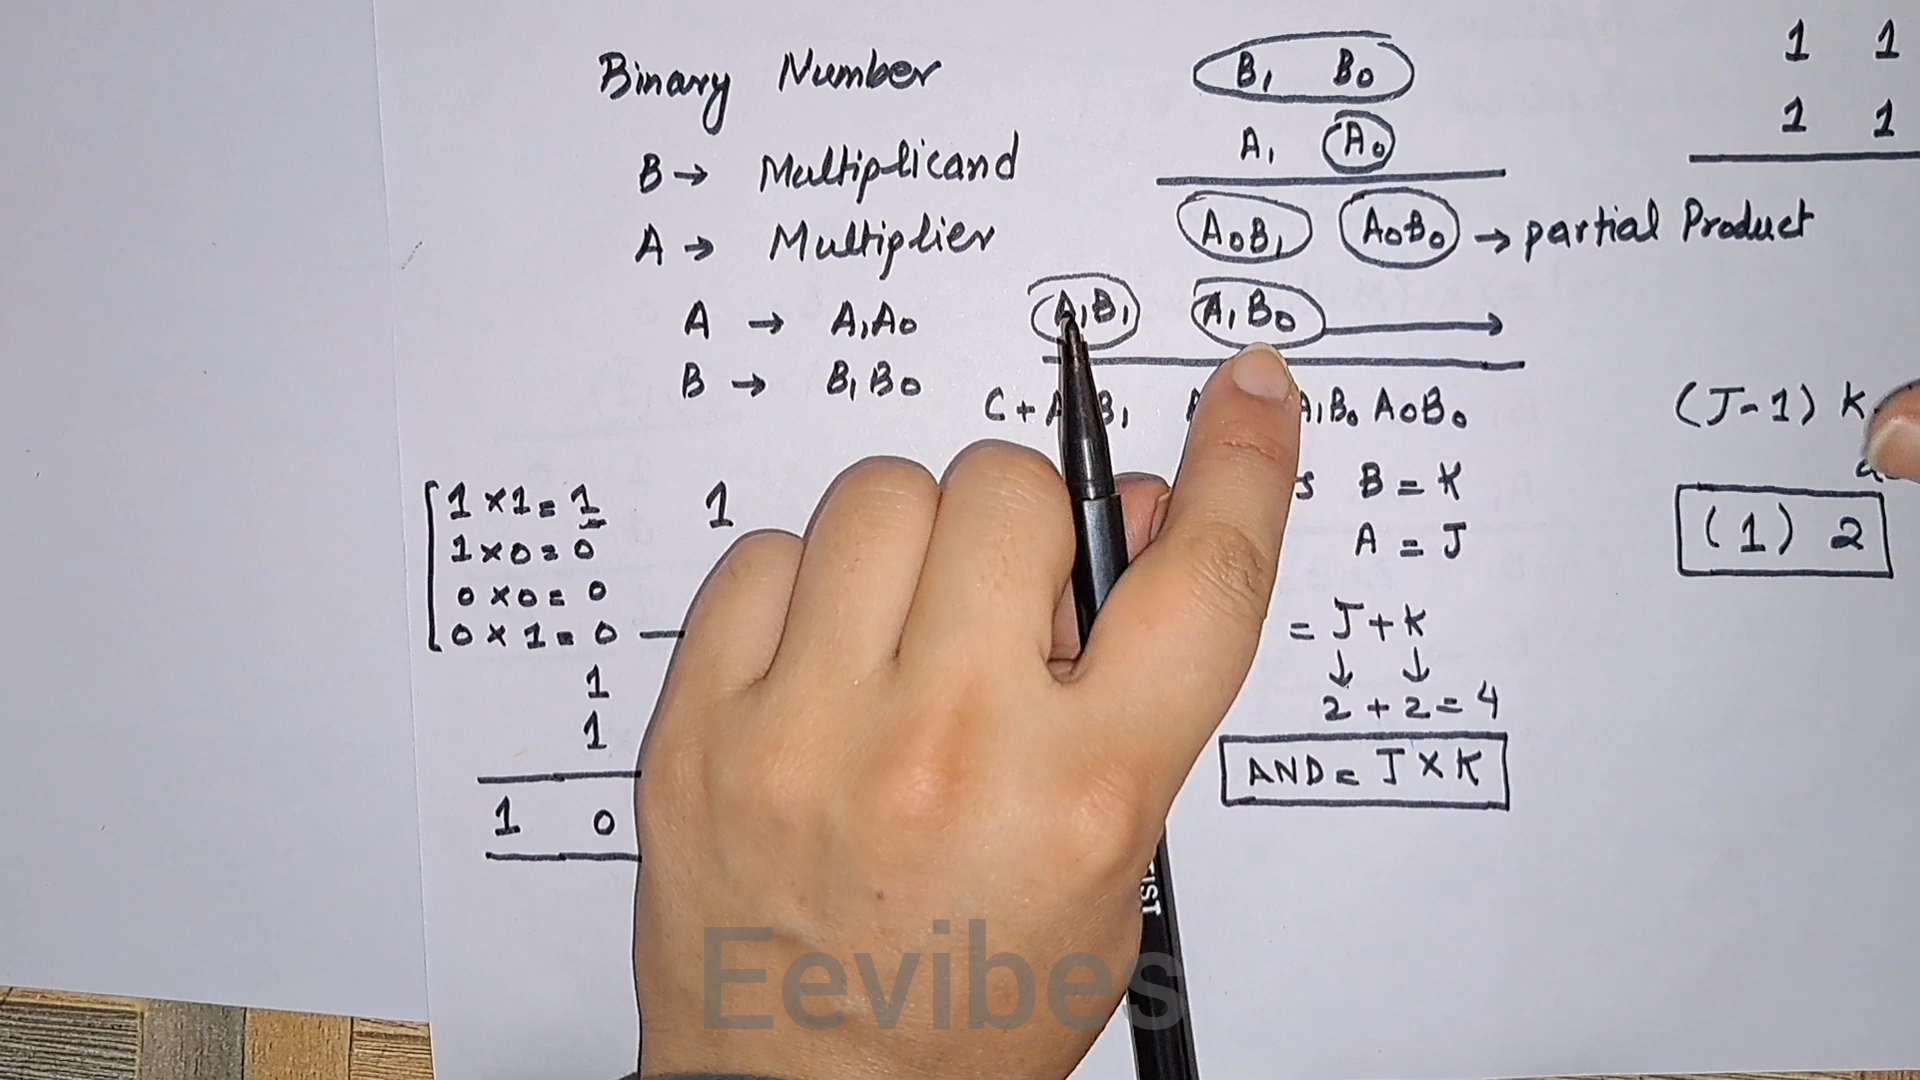 Binary Number
B → Multiplicand
A → Multiplier
A → A1A0
B → B1B0
B1 B0
A1 A0
A0B1 A0B0 → partial Product
A1B1 A1B0
C + A B1 A1B0 A0B0
B = K
A = J
= J + K
2 + 2 = 4
AND = J X K
1 1
1 1
(J-1) K
(1) 2
1 x 1 = 1
1 x 0 = 0
0 x 0 = 0
0 x 1 = 0
1
1
1
1 0
Eevibes